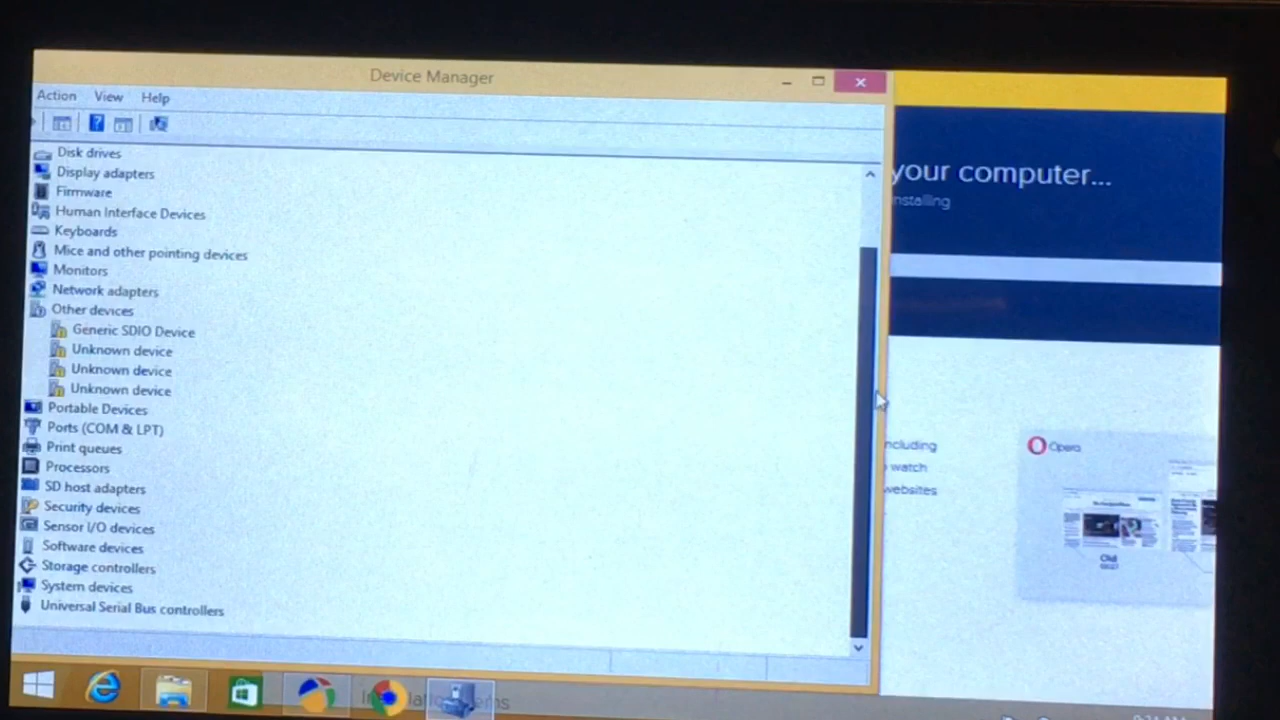 Device Manager
Action View Help
Disk drives
Display adapters
Firmware
Human Interface Devices
Keyboards
Mice and other pointing devices
Monitors
Network adapters
Other devices
Generic SDIO Device
Unknown device
Unknown device
Unknown device
Portable Devices
Ports (COM & LPT)
Print queues
Processors
SD host adapters
Security devices
Sensor I/O devices
Software devices
Storage controllers
System devices
Universal Serial Bus controllers
your computer...
nstalling
ncluding
watch
websites
Opera
Old